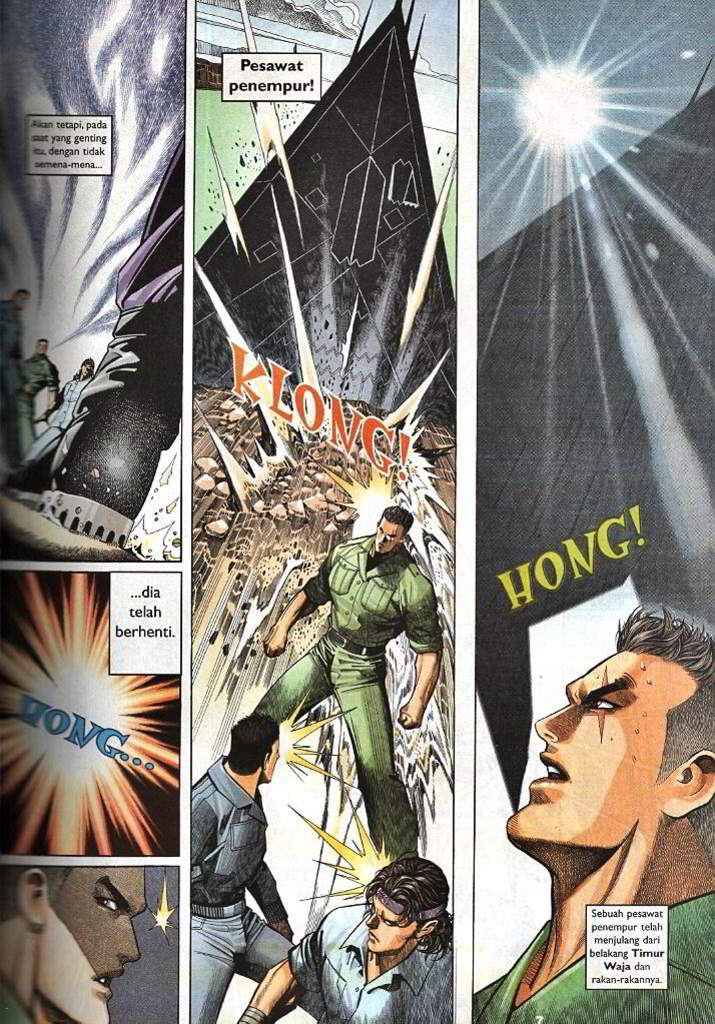 Akan tetapi, pada
saat yang genting
itu, dengan tidak
semena-mena...
...dia
telah
berhenti.
HONG...
Pesawat
penempur!
KLONG!
HONG!
Sebuah pesawat
penempur telah
menjulang dari
belakang Timur
Waja dan
rakan-rakannya.
7